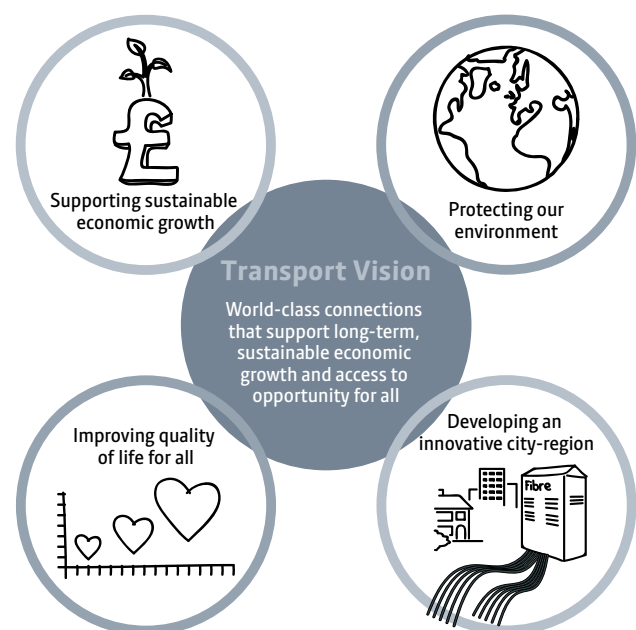 Supporting sustainable
economic growth
Protecting our
environment
Transport Vision
World-class connections
that support long-term,
sustainable economic
growth and access to
opportunity for all
Improving quality
of life for all
Developing an
innovative city-region
fibre